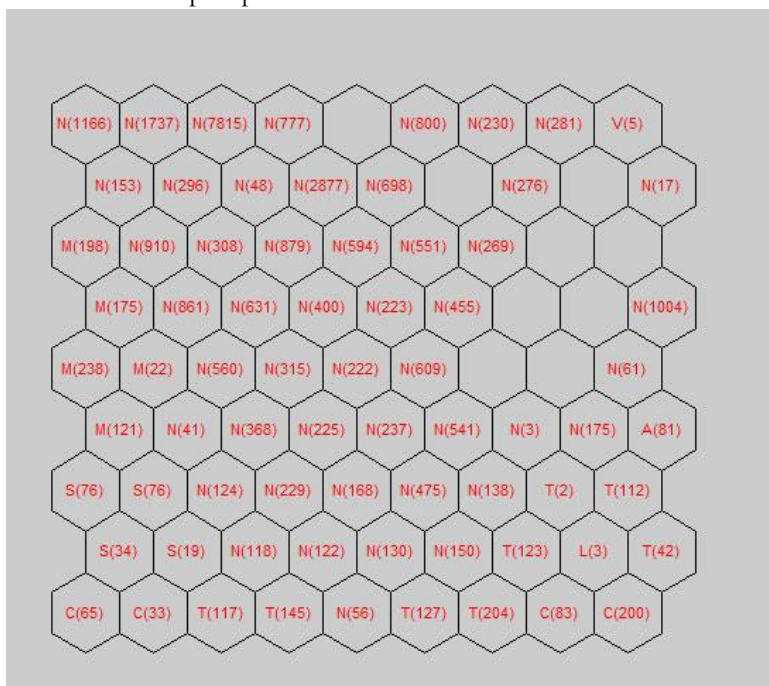 N(1166) N(1737) N(7815) N(777) N(800) N(230) N(281) V(5)
N(153) N(296) N(48) N(2877) N(698) N(276) N(17)
M(198) N(910) N(308) N(879) N(594) N(551) N(269)
M(175) N(861) N(631) N(400) N(223) N(455) N(1004)
M(238) M(22) N(560) N(315) N(222) N(609) N(61)
M(121) N(41) N(368) N(225) N(237) N(541) N(3) N(175) A(81)
S(76) S(76) N(124) N(229) N(168) N(475) N(138) T(2) T(112)
S(34) S(19) N(118) N(122) N(130) N(150) T(123) L(3) T(42)
C(65) C(33) T(117) T(145) N(56) T(127) T(204) C(83) C(200)